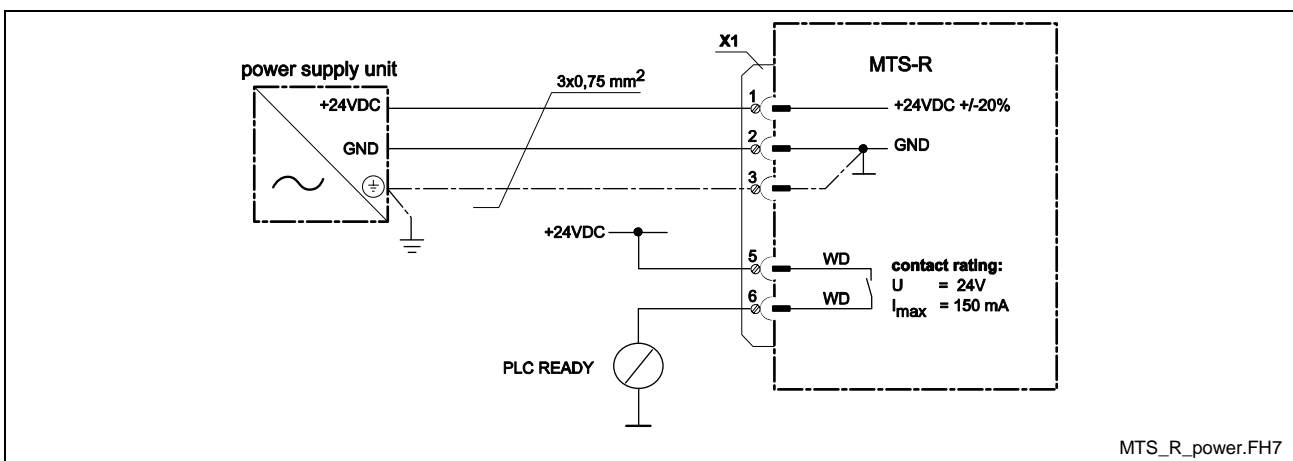 X1
MTS-R
power supply unit
3x0,75 mm2
+24VDC
1
+24VDC +/-20%
GND
2
GND
3
+24VDC
5
WD
contact rating:
U = 24V
6
WD
Imax = 150 mA
PLC READY
MTS_R_power.FH7